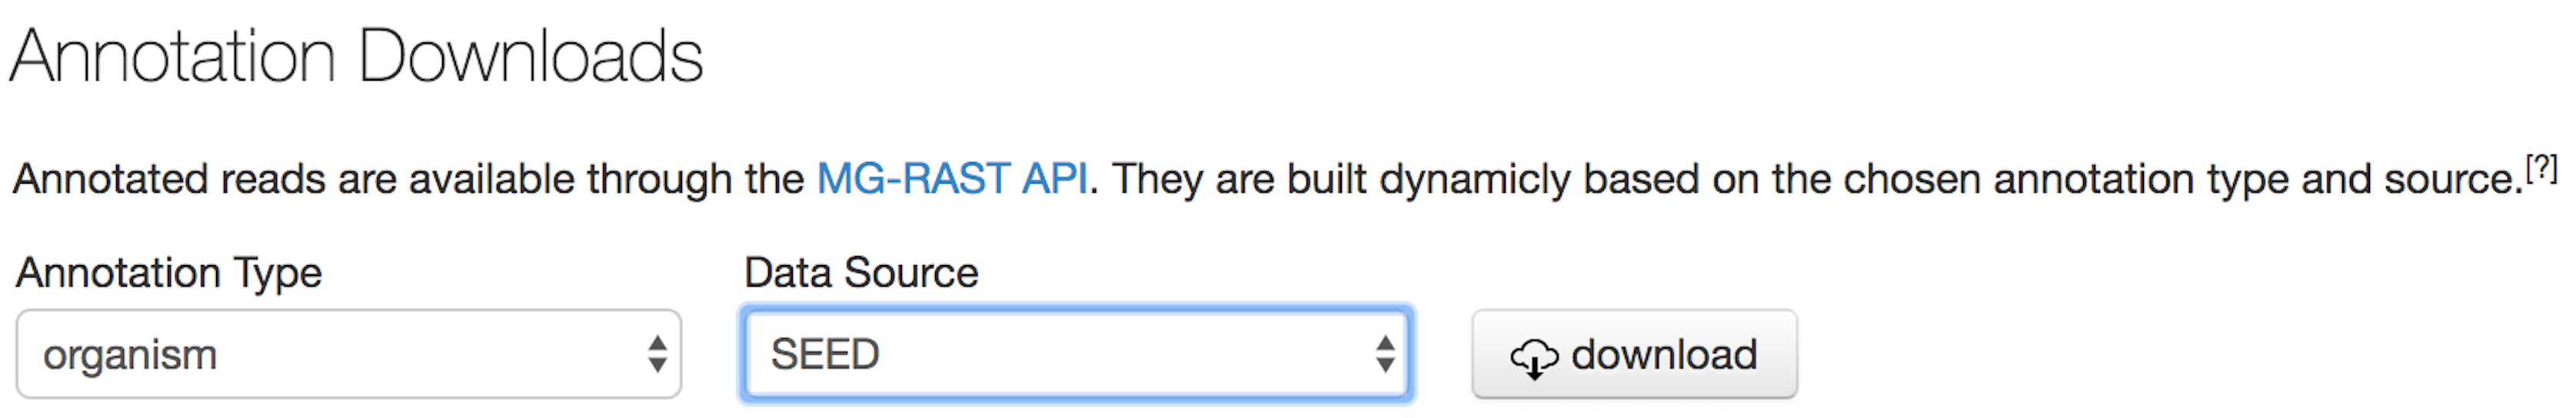 Annotation Downloads
Annotated reads are available through the MG-RAST API. They are built dynamicly based on the chosen annotation type and source.[?]
Annotation Type
Data Source
organism
SEED
download